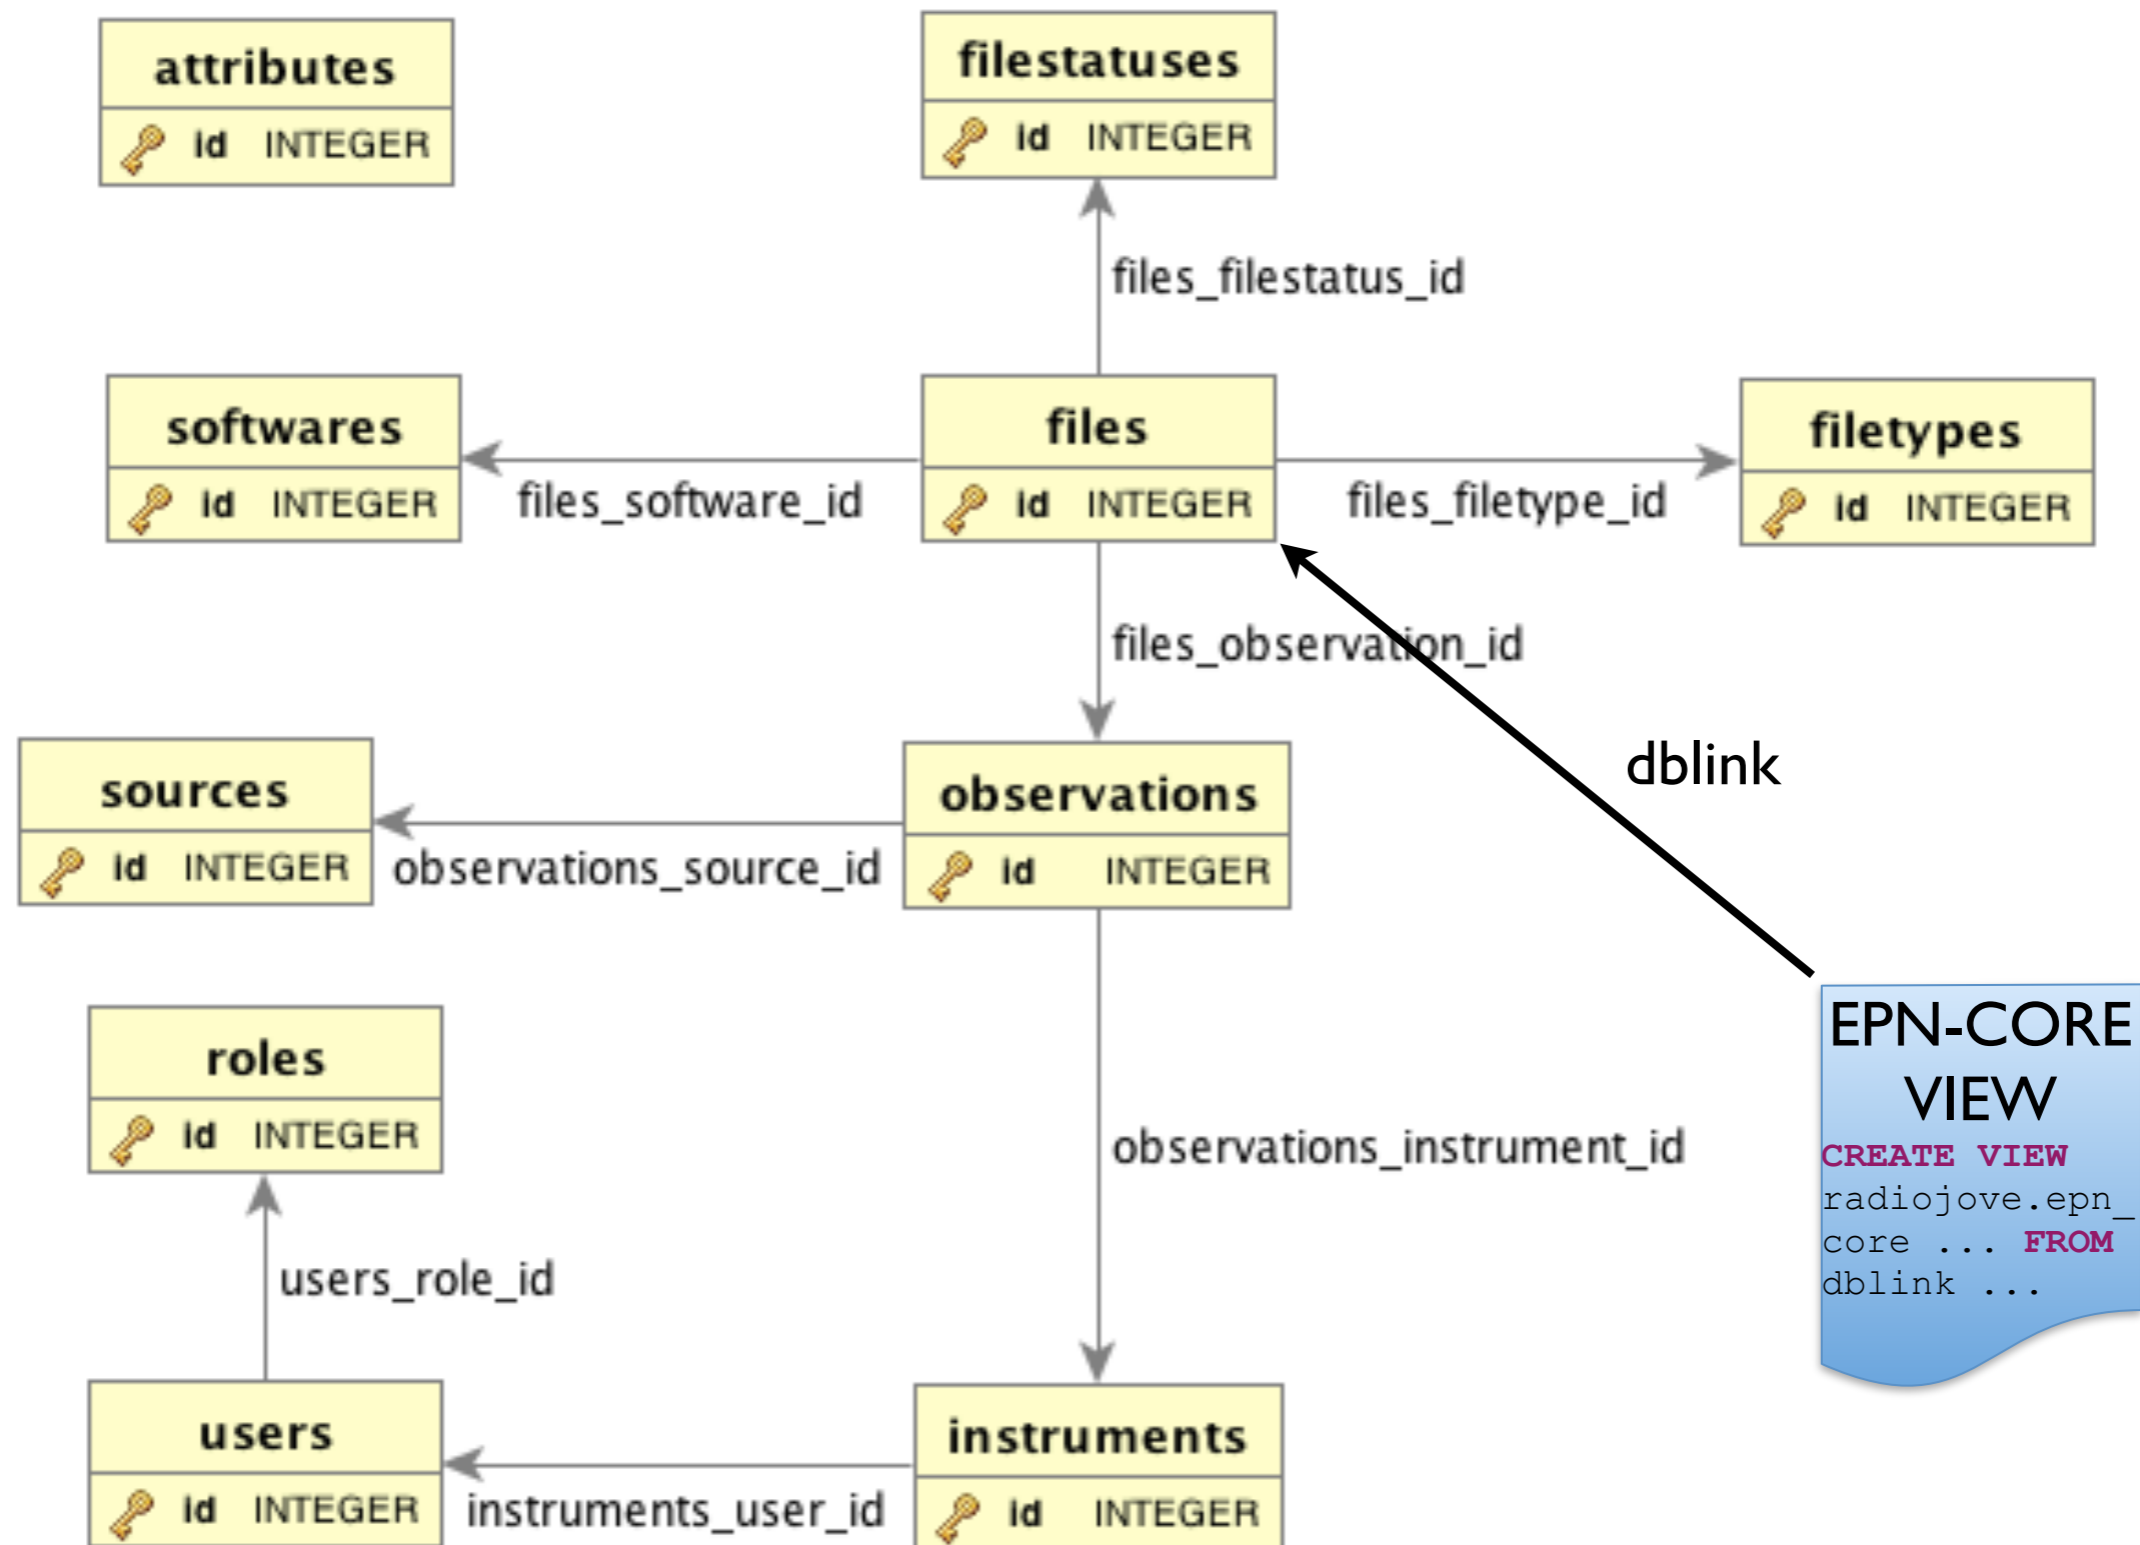 attributes
id INTEGER
filestatuses
id INTEGER
files_filestatus_id
softwares
id INTEGER
files_software_id
files
id INTEGER
files_filetype_id
filetypes
id INTEGER
files_observation_id
dblink
sources
id INTEGER
observations_source_id
observations
id INTEGER
roles
id INTEGER
observations_instrument_id
users_role_id
users
id INTEGER
instruments_user_id
instruments
id INTEGER
EPN-CORE
VIEW
CREATE VIEW
radiojove.epn_
core ... FROM
dblink ...